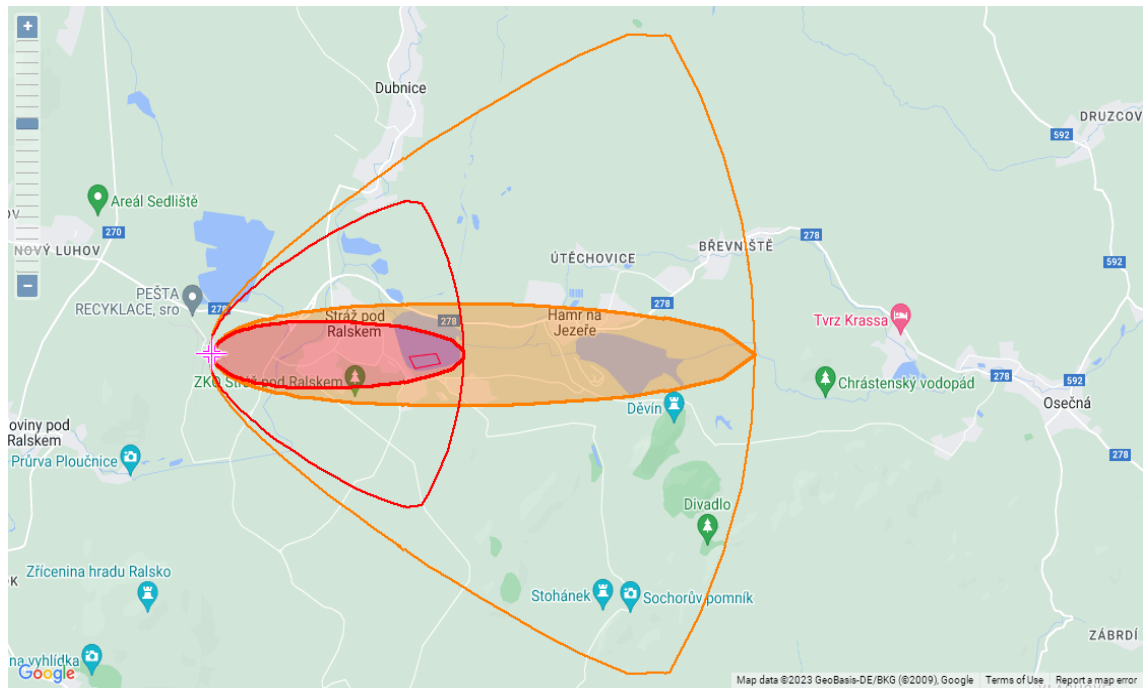 Dubnice
DRUZCOV
592
Areál Sedliště
OV
270
NOVÝ LUHOV
278
BŘEVNIŠTĚ
ÚTĚCHOVICE
592
PEŠTA
RECYKLACE, sro
278
278
Stráž pod
Ralskem
278
Hamr na
Jezeře
Tvrz Krassa
ZKO Stráž pod Ralskem
278
592
Chrástenský vodopád
Děvín
Osečná
oviny pod
Ralskem
Průrva Ploučnice
278
Divadlo
Zřícenina hradu Ralsko
OK
Stohánek
Sochorův pomník
ZÁBRDÍ
na vyhlídka
Google
Map data ©2023 GeoBasis-DE/BKG (©2009), Google
Terms of Use
Report a map error